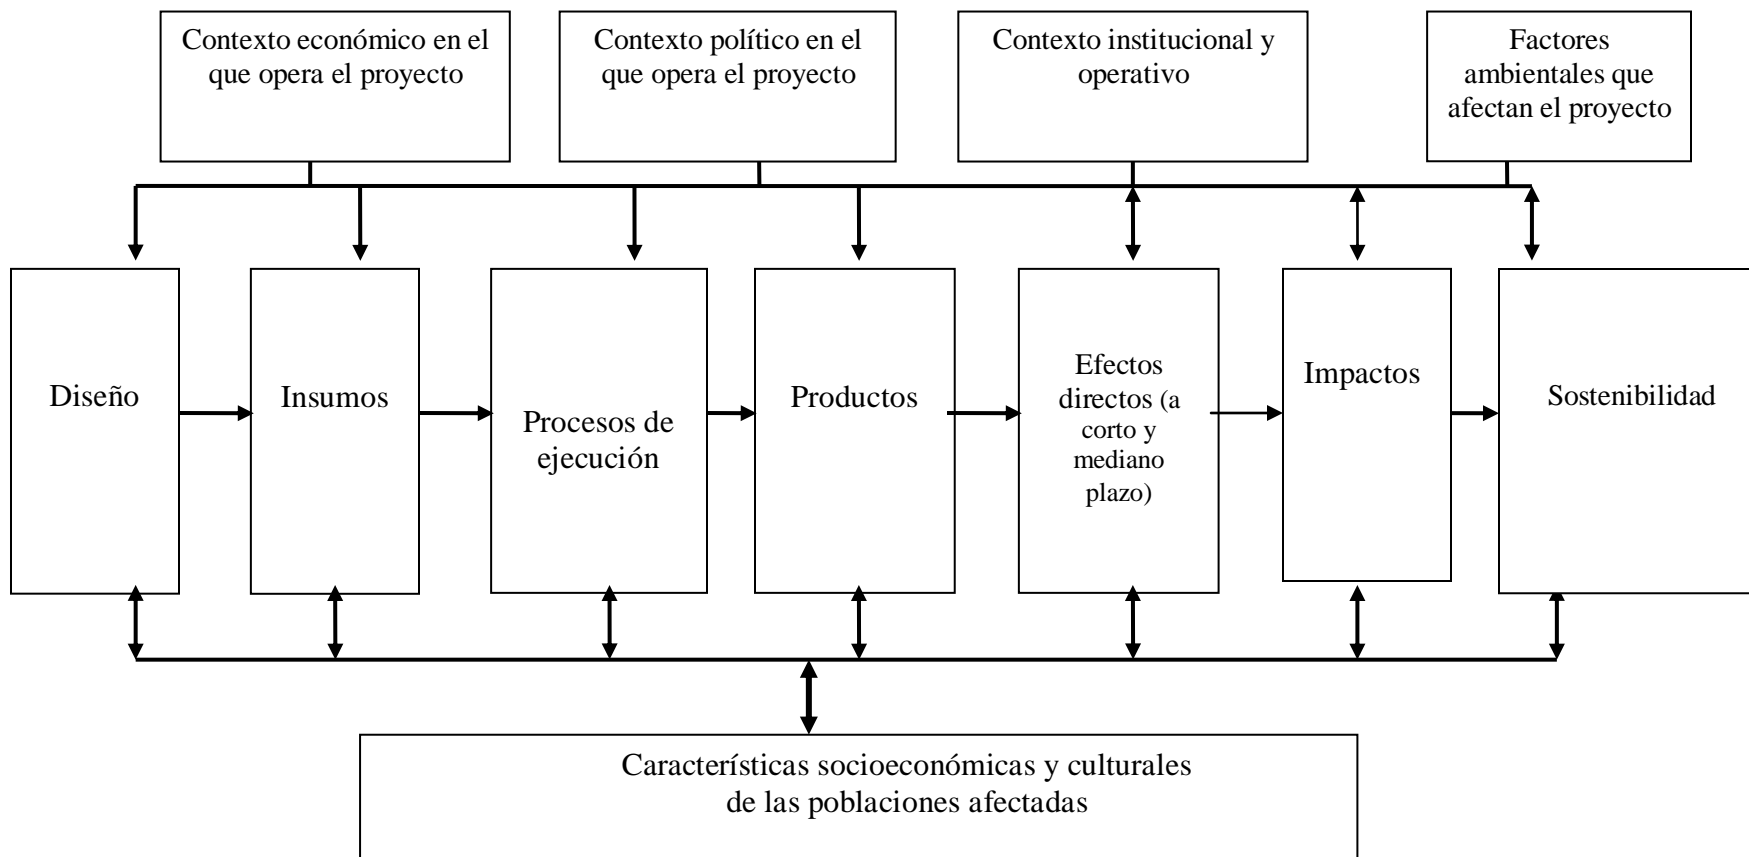 Contexto económico en el
que opera el proyecto
Contexto político en el
que opera el proyecto
Contexto institucional y
operativo
Factores
ambientales que
afectan el proyecto
Diseño
Insumos
Procesos de
ejecución
Productos
Efectos
directos (a
corto y
mediano
plazo)
Impactos
Sostenibilidad
Características socioeconómicas y culturales
de las poblaciones afectadas